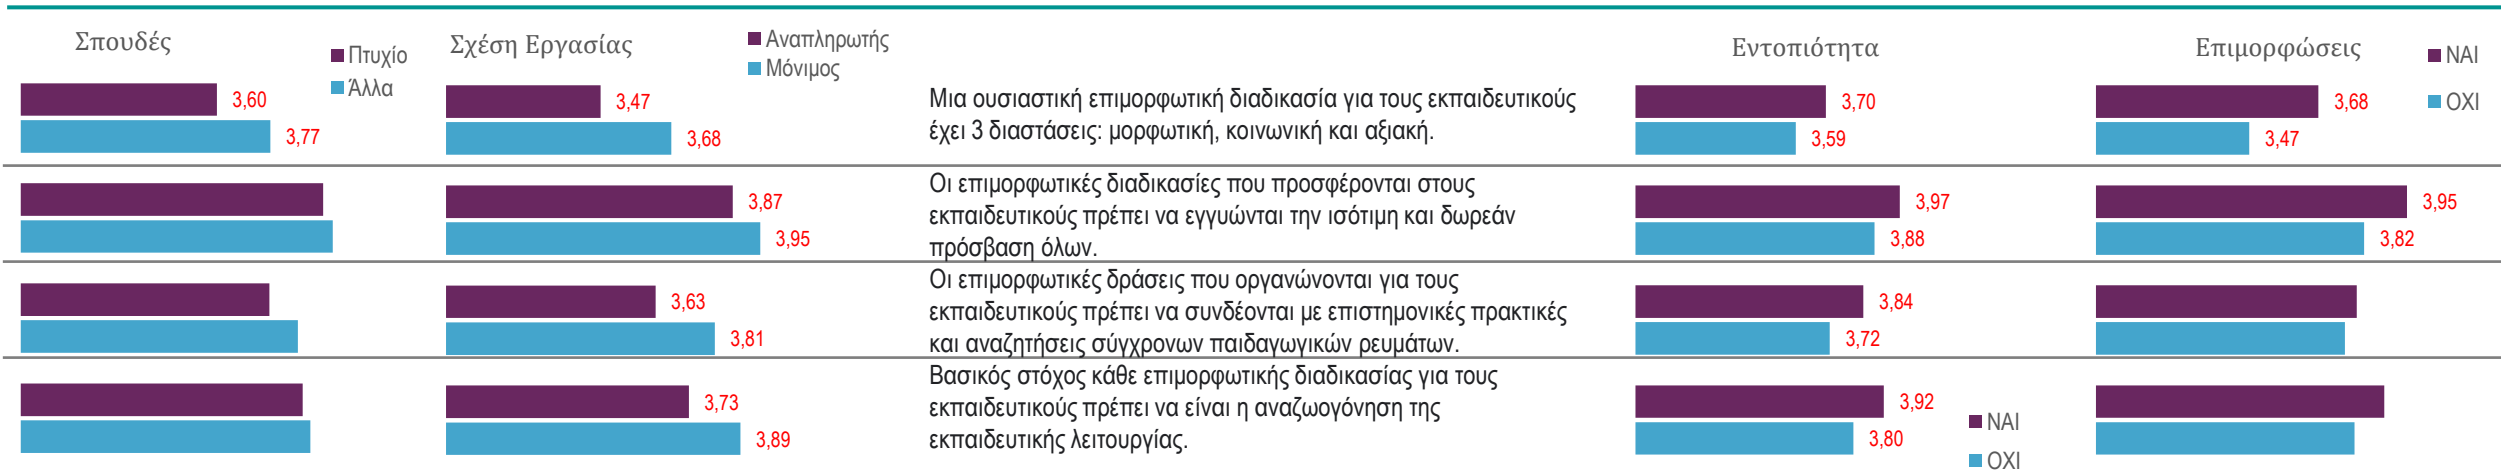 Σπουδές
Πτυχίο
Άλλα
Σχέση Εργασίας
Αναπληρωτής
Μόνιμος
Εντοπιότητα
Επιμορφώσεις
ΝΑΙ
ΟΧΙ
3,60
3,77
3,47
3,68
Μια ουσιαστική επιμορφωτική διαδικασία για τους εκπαιδευτικούς
έχει 3 διαστάσεις: μορφωτική, κοινωνική και αξιακή.
3,70
3,59
3,68
3,47
3,87
3,95
Οι επιμορφωτικές διαδικασίες που προσφέρονται στους
εκπαιδευτικούς πρέπει να εγγυώνται την ισότιμη και δωρεάν
πρόσβαση όλων.
3,97
3,88
3,95
3,82
3,63
3,81
Οι επιμορφωτικές δράσεις που οργανώνονται για τους
εκπαιδευτικούς πρέπει να συνδέονται με επιστημονικές πρακτικές
και αναζητήσεις σύγχρονων παιδαγωγικών ρευμάτων.
3,84
3,72
3,73
3,89
Βασικός στόχος κάθε επιμορφωτικής διαδικασίας για τους
εκπαιδευτικούς πρέπει να είναι η αναζωογόνηση της
εκπαιδευτικής λειτουργίας.
3,92
3,80
ΝΑΙ
ΟΧΙ